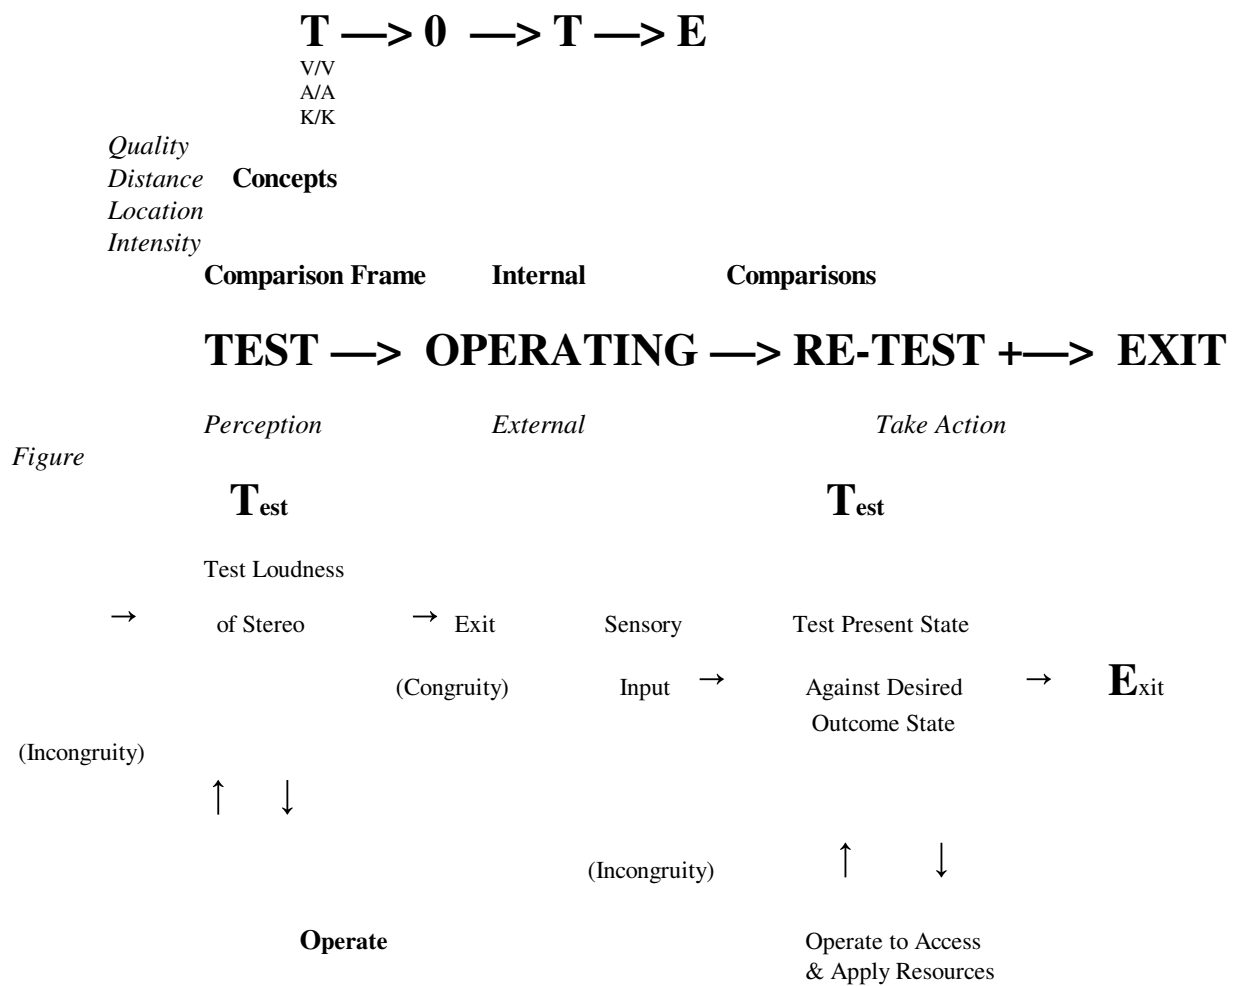 T —> 0 —> T —> E
V/V
A/A
K/K
Quality
Distance Concepts
Location
Intensity
Comparison Frame Internal Comparisons
TEST —> OPERATING —> RE-TEST +—> EXIT
Perception External Take Action
Figure
Test Test
Test Loudness
→ of Stereo → Exit Sensory Test Present State
(Congruity) Input → Against Desired → Exit
Outcome State
(Incongruity)
↑ ↓
(Incongruity) ↑ ↓
Operate Operate to Access
& Apply Resources